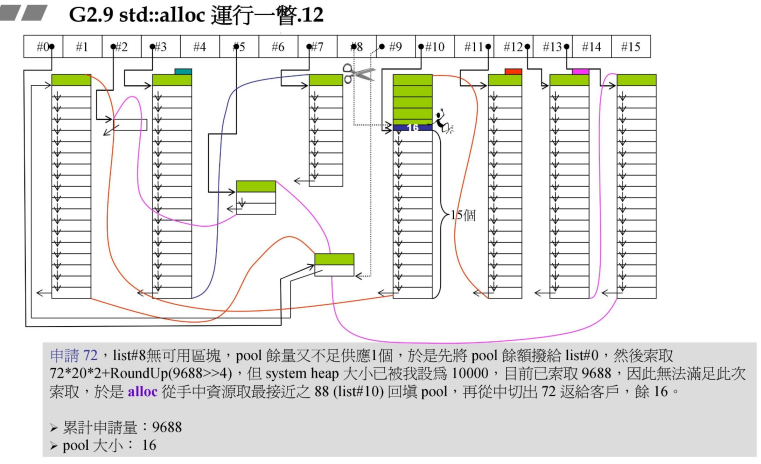 G2.9 std::alloc 運行一瞥.12
#0 #1 #2 #3 #4 #5 #6 #7 #8 #9 #10 #11 #12 #13 #14 #15
16
15個
申請 72，list#8無可用區塊，pool 餘量又不足供應1個，於是先將 pool 餘額撥給 list#0，然後索取
72*20*2+RoundUp(9688>>4)，但 system heap 大小已被我設為 10000，目前已索取 9688，因此無法滿足此次
索取，於是 alloc 從手中資源取最接近之 88 (list#10) 回填 pool，再從中切出 72 返給客戶，餘 16。
➢ 累計申請量：9688
➢ pool 大小： 16